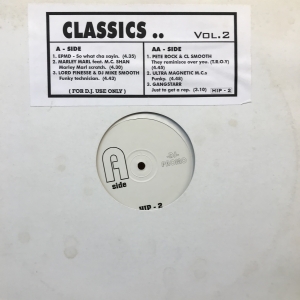 CLASSICS ..
VOL.2
A - SIDE
1. EPMD - So wat cha sayin. (4.35)
2. MARLEY MARL feat. M.C. SHAN
Marley Marl scratch. (4.30)
3. LORD FINESSE & DJ MIKE SMOOTH
Funky technician. (4.42)
( FOR D.J. USE ONLY )
AA - SIDE
1. PETE ROCK & CL SMOOTH
They reminisce over you. (T.R.O.Y)
(4.45)
2. ULTRA MAGNETIC M.C.s
Funky. (4.48)
3. GANGSTARR
Just to get a rep. (2.10)
HIP - 2
A
side
HIP - 2